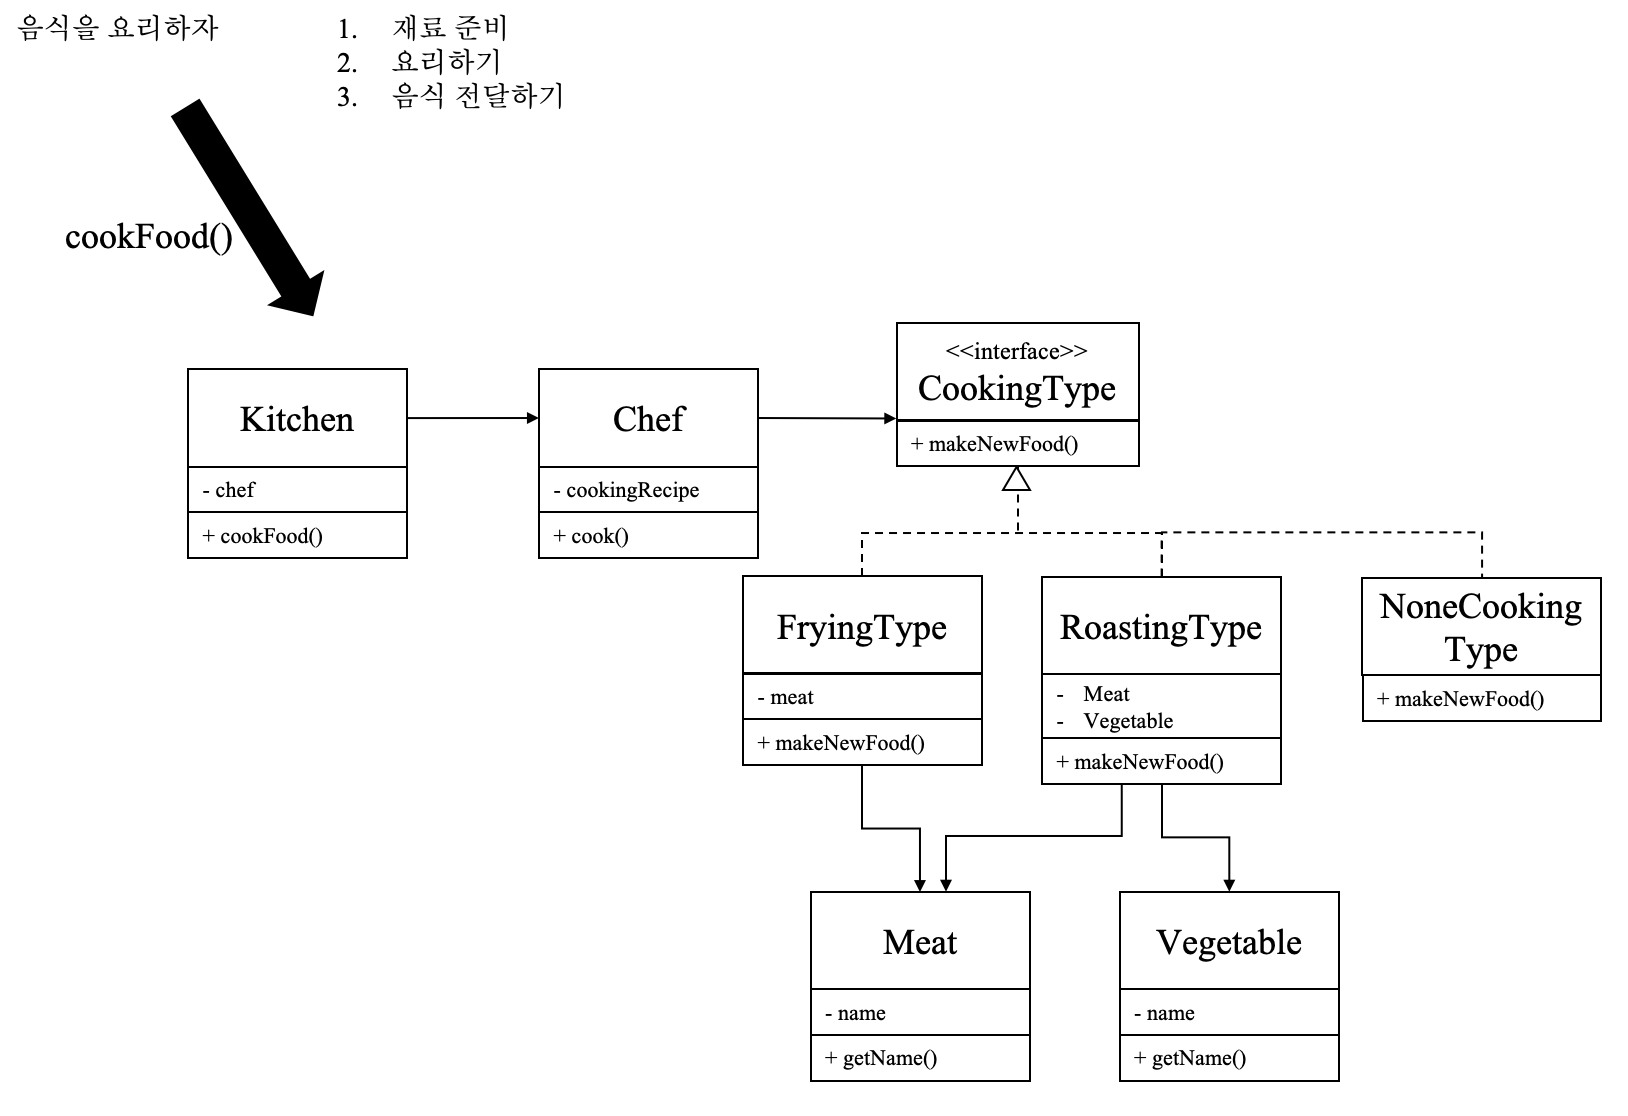 음식을 요리하자
1. 재료 준비
2. 요리하기
3. 음식 전달하기
cookFood()
Kitchen
- chef
+ cookFood()
Chef
- cookingRecipe
+ cook()
<<interface>>
CookingType
+ makeNewFood()
FryingType
- meat
+ makeNewFood()
RoastingType
- Meat
- Vegetable
+ makeNewFood()
NoneCooking
Type
+ makeNewFood()
Meat
- name
+ getName()
Vegetable
- name
+ getName()